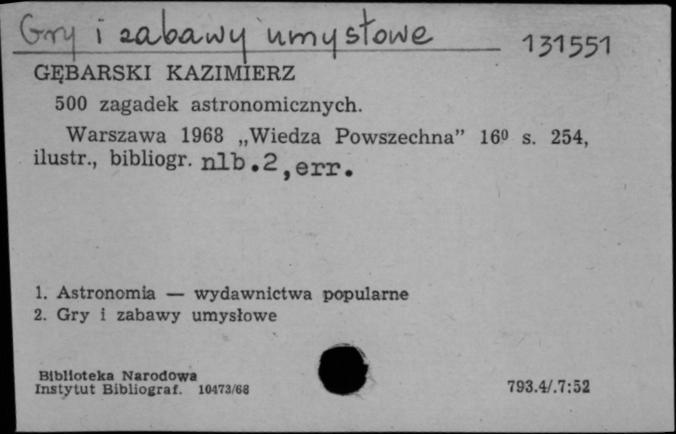 Gry i zabawy umysłowe 131551
GĘBARSKI KAZIMIERZ
500 zagadek astronomicznych.
Warszawa 1968 „Wiedza Powszechna” 16⁰ s. 254,
ilustr., bibliogr. nlb.2,err.
1. Astronomia — wydawnictwa popularne
2. Gry i zabawy umysłowe
Biblioteka Narodowa
Instytut Bibliograf. 10473/68 793.4/.7:52